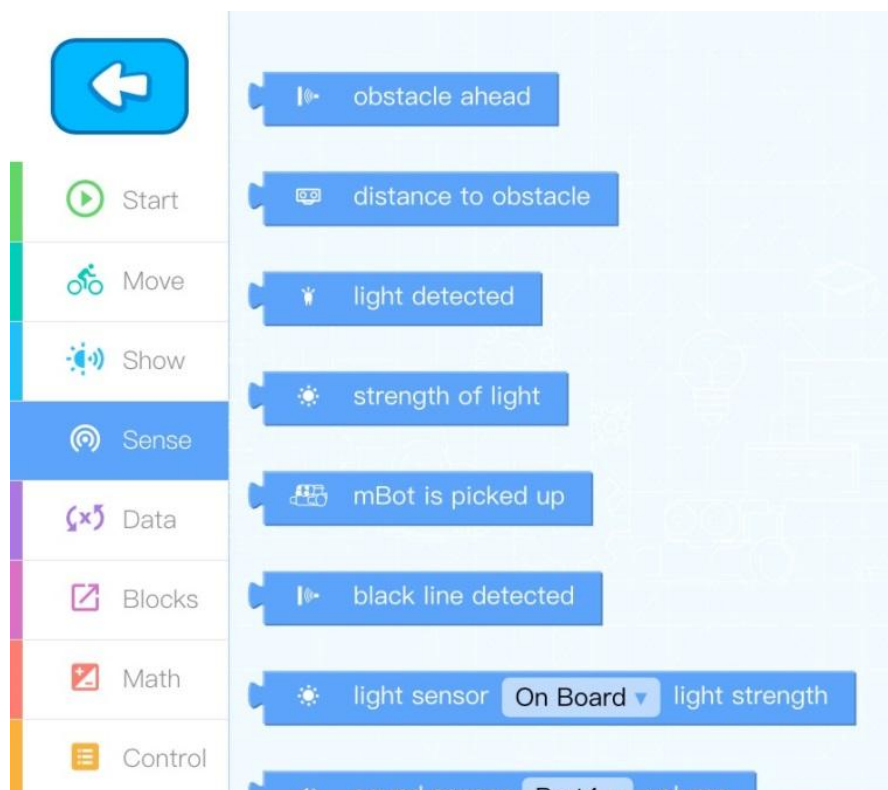 obstacle ahead
distance to obstacle
light detected
strength of light
mBot is picked up
black line detected
light sensor On Board light strength
Start
Move
Show
Sense
Data
Blocks
Math
Control